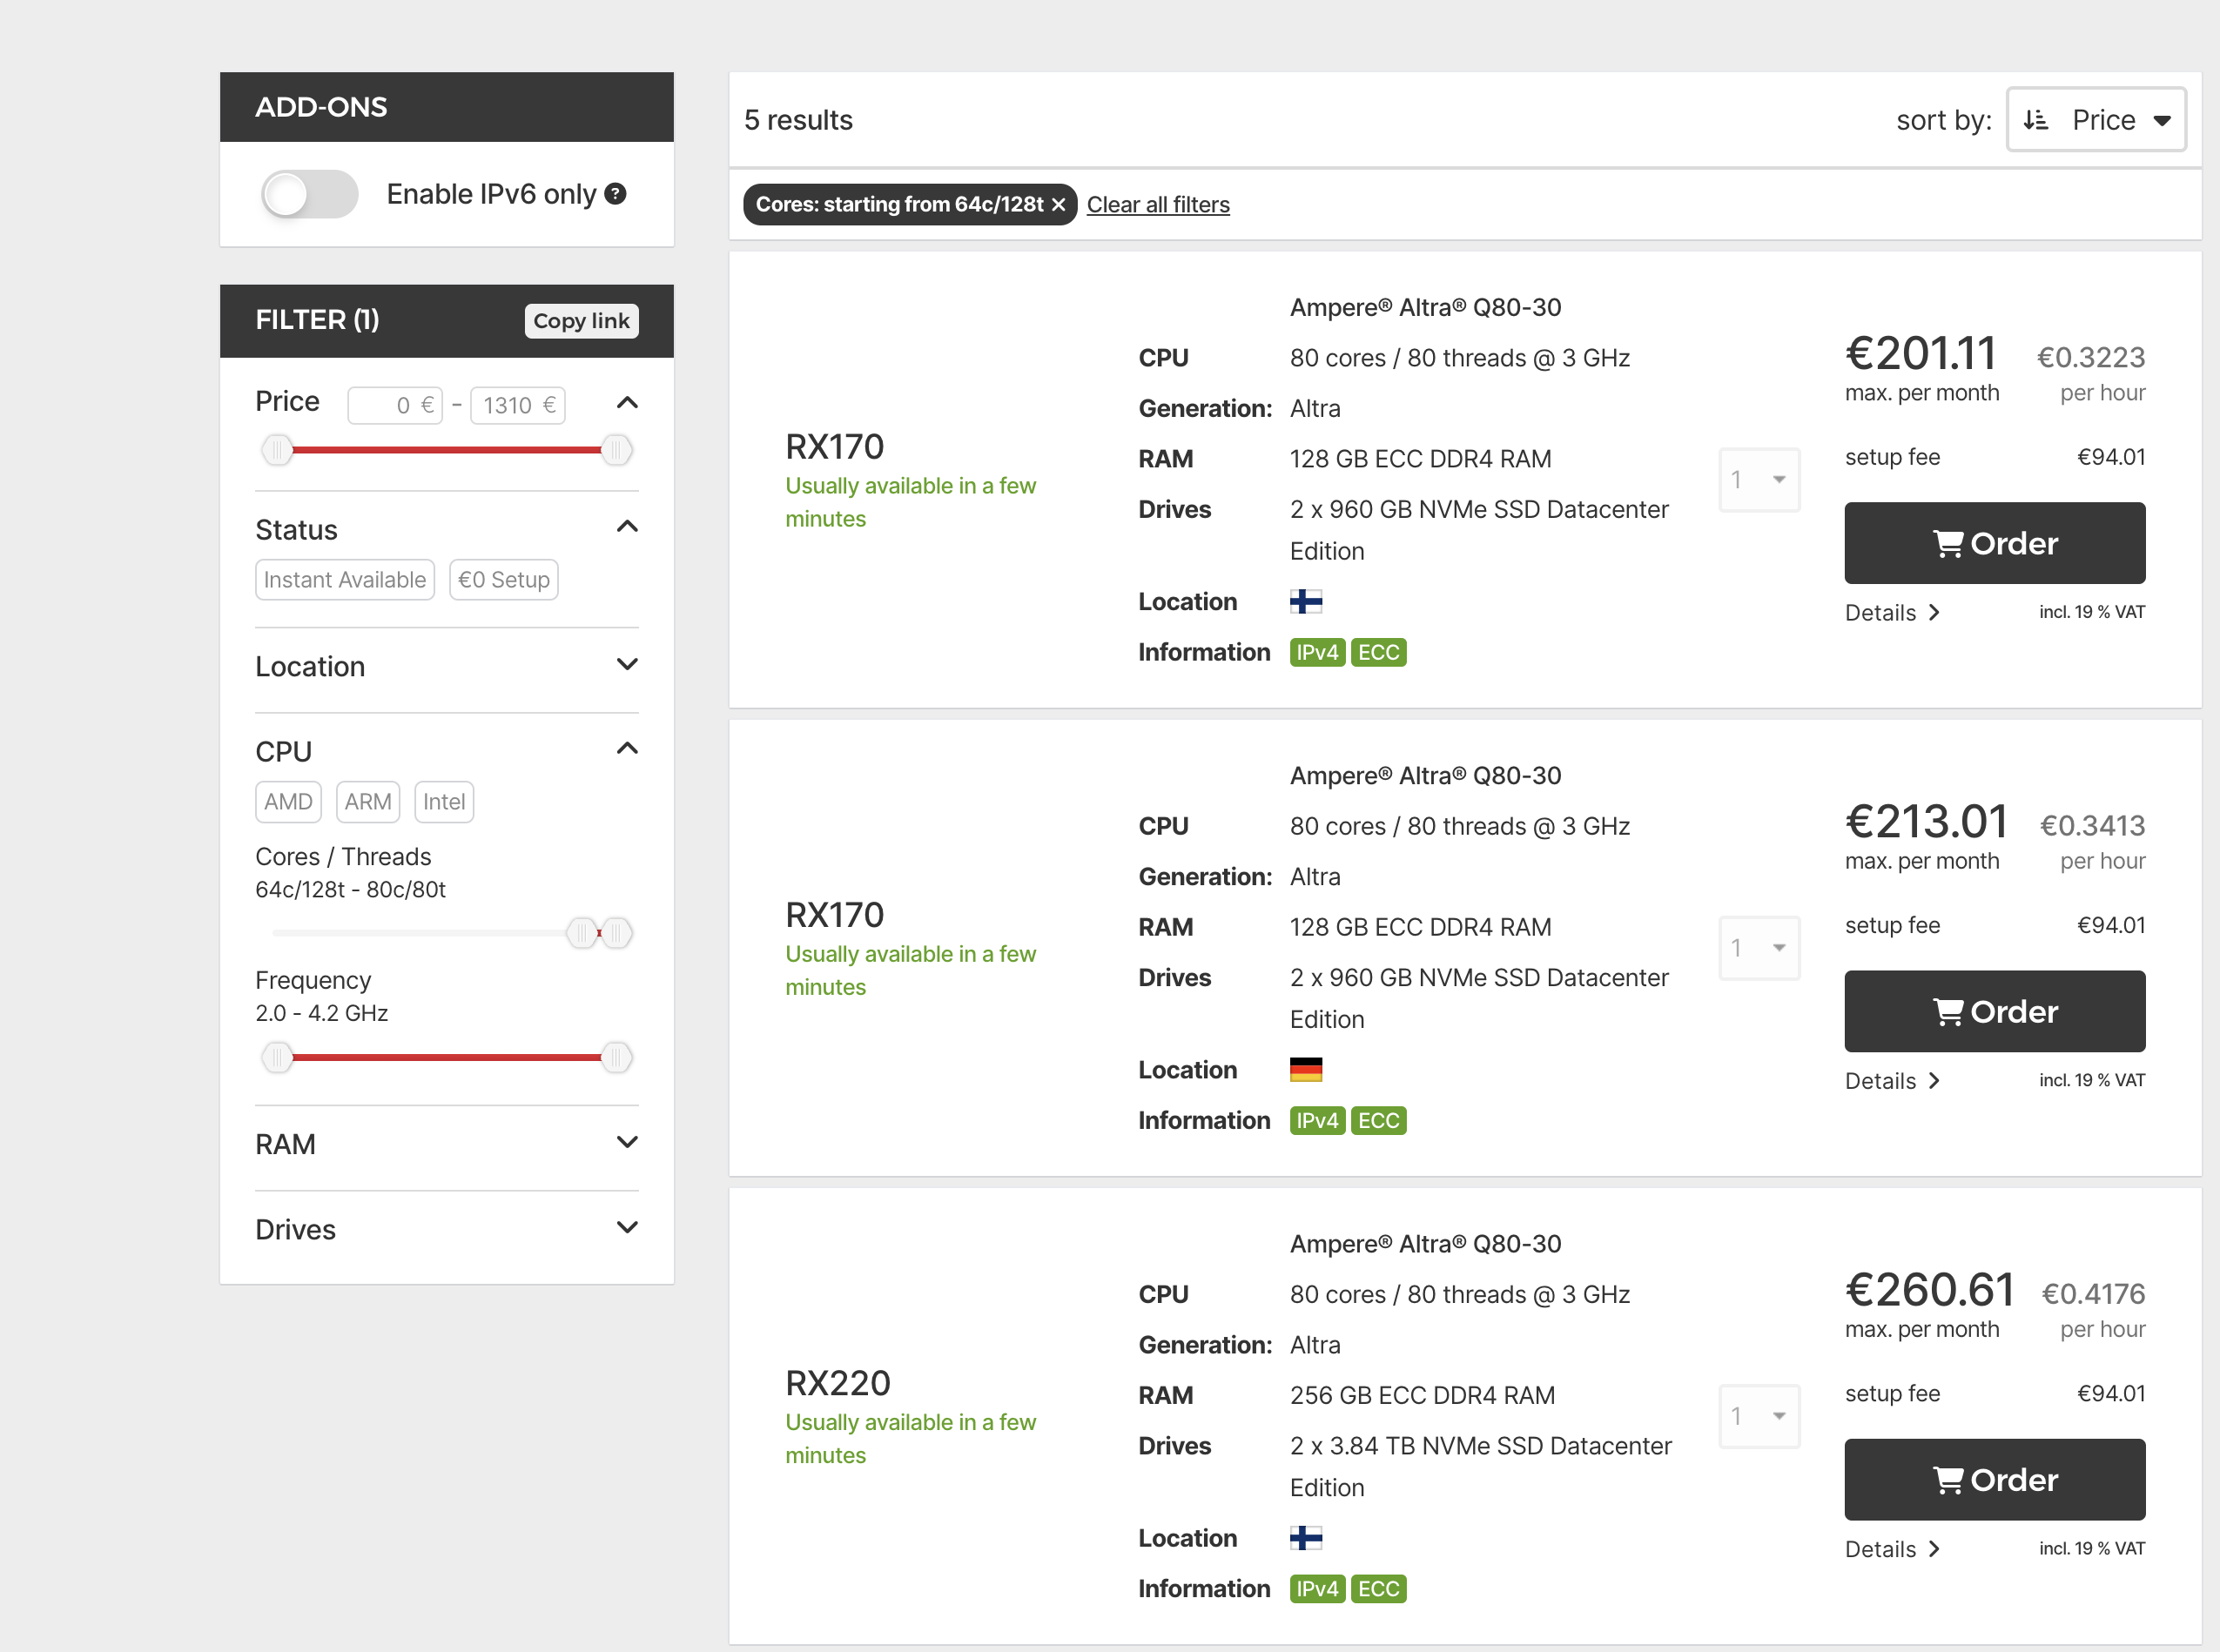 ADD-ONS
Enable IPv6 only ?
FILTER (1)
Copy link
Price 0 € - 1310 €
Status
Instant Available €0 Setup
Location
CPU
AMD ARM Intel
Cores / Threads
64c/128t - 80c/80t
Frequency
2.0 - 4.2 GHz
RAM
Drives
5 results
sort by: Price
Cores: starting from 64c/128t × Clear all filters
RX170
Usually available in a few
minutes
Ampere® Altra® Q80-30
CPU 80 cores / 80 threads @ 3 GHz
Generation: Altra
RAM 128 GB ECC DDR4 RAM
Drives 2 x 960 GB NVMe SSD Datacenter
Edition
Location
Information IPv4 ECC
1
€201.11 €0.3223
max. per month per hour
setup fee €94.01
Order
Details incl. 19 % VAT
RX170
Usually available in a few
minutes
Ampere® Altra® Q80-30
CPU 80 cores / 80 threads @ 3 GHz
Generation: Altra
RAM 128 GB ECC DDR4 RAM
Drives 2 x 960 GB NVMe SSD Datacenter
Edition
Location
Information IPv4 ECC
1
€213.01 €0.3413
max. per month per hour
setup fee €94.01
Order
Details incl. 19 % VAT
RX220
Usually available in a few
minutes
Ampere® Altra® Q80-30
CPU 80 cores / 80 threads @ 3 GHz
Generation: Altra
RAM 256 GB ECC DDR4 RAM
Drives 2 x 3.84 TB NVMe SSD Datacenter
Edition
Location
Information IPv4 ECC
1
€260.61 €0.4176
max. per month per hour
setup fee €94.01
Order
Details incl. 19 % VAT